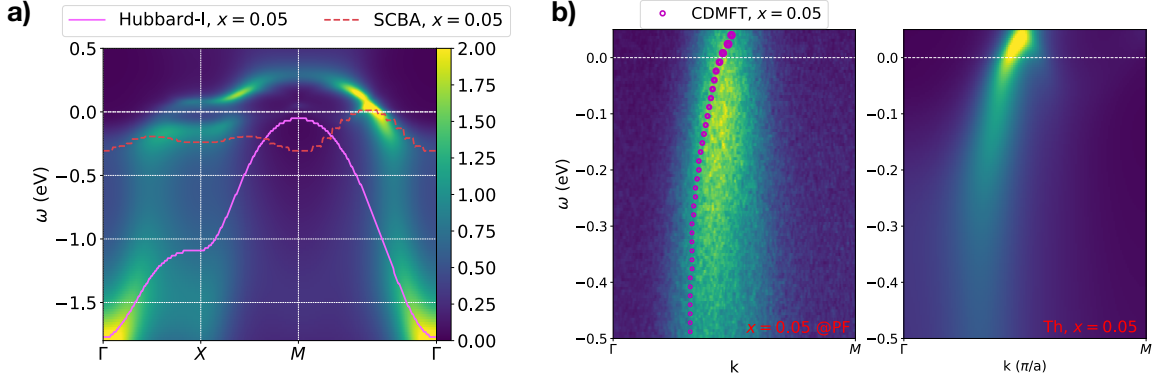 a)
Hubbard-I, x = 0.05
SCBA, x = 0.05
0.5
0.0
−0.5
−1.0
−1.5
ω (eV)
Γ
X
M
Γ
2.00
1.75
1.50
1.25
1.00
0.75
0.50
0.25
0.00
b)
CDMFT, x = 0.05
0.0
−0.1
−0.2
−0.3
−0.4
−0.5
ω (eV)
x = 0.05 @PF
Γ
M
k
0.0
−0.1
−0.2
−0.3
−0.4
−0.5
ω (eV)
Th, x = 0.05
Γ
M
k (π/a)